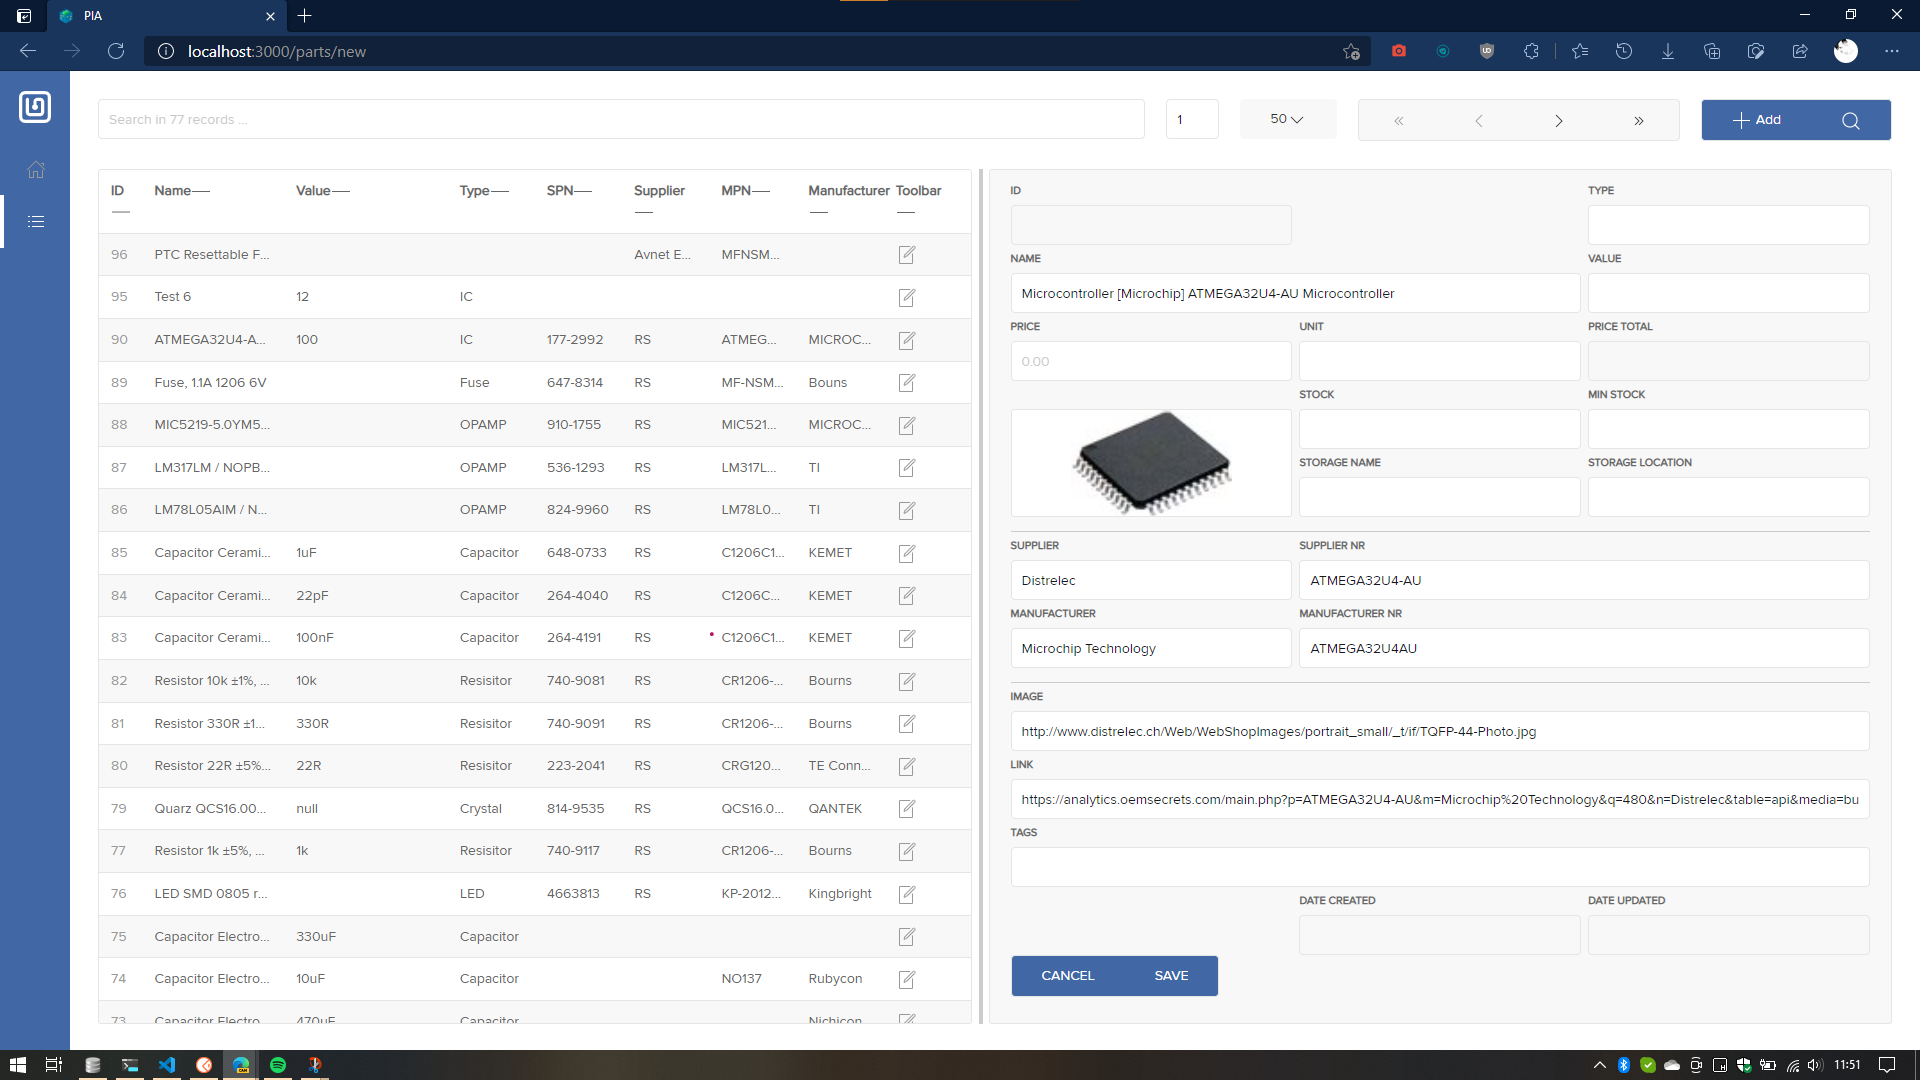 PIA
localhost:3000/parts/new
Search in 77 records ...
1
50
Add
ID Name Value Type SPN Supplier MPN Manufacturer Toolbar
96 PTC Resettable F... Avnet E... MFNSM...
95 Test 6 12 IC
90 ATMEGA32U4-A... 100 IC 177-2992 RS ATMEG... MICROC...
89 Fuse, 1.1A 1206 6V Fuse 647-8314 RS MF-NSM... Bouns
88 MIC5219-5.0YM5... OPAMP 910-1755 RS MIC521... MICROC...
87 LM317LM / NOPB... OPAMP 536-1293 RS LM317L... TI
86 LM78L05AIM / N... OPAMP 824-9960 RS LM78L0... TI
85 Capacitor Cerami... 1uF Capacitor 648-0733 RS C1206C1... KEMET
84 Capacitor Cerami... 22pF Capacitor 264-4040 RS C1206C... KEMET
83 Capacitor Cerami... 100nF Capacitor 264-4191 RS C1206C1... KEMET
82 Resistor 10k ±1%, ... 10k Resisitor 740-9081 RS CR1206-... Bourns
81 Resistor 330R ±1... 330R Resisitor 740-9091 RS CR1206-... Bourns
80 Resistor 22R ±5%... 22R Resisitor 223-2041 RS CRG120... TE Conn...
79 Quarz QCS16.00... null Crystal 814-9535 RS QCS16.0... QANTEK
77 Resistor 1k ±5%, ... 1k Resisitor 740-9117 RS CR1206-... Bourns
76 LED SMD 0805 r... LED 4663813 RS KP-2012... Kingbright
75 Capacitor Electro... 330uF Capacitor
74 Capacitor Electro... 10uF Capacitor NO137 Rubycon
73 Capacitor Electro... 470uF Capacitor Nichicon
ID TYPE
NAME VALUE
Microcontroller [Microchip] ATMEGA32U4-AU Microcontroller
PRICE UNIT PRICE TOTAL
0.00
STOCK MIN STOCK
STORAGE NAME STORAGE LOCATION
SUPPLIER SUPPLIER NR
Distrelec ATMEGA32U4-AU
MANUFACTURER MANUFACTURER NR
Microchip Technology ATMEGA32U4AU
IMAGE
http://www.distrelec.ch/Web/WebShopImages/portrait_small/_t/if/TQFP-44-Photo.jpg
LINK
https://analytics.oemsecrets.com/main.php?p=ATMEGA32U4-AU&m=Microchip%20Technology&q=480&n=Distrelec&table=api&media=bu
TAGS
DATE CREATED DATE UPDATED
CANCEL SAVE
11:51